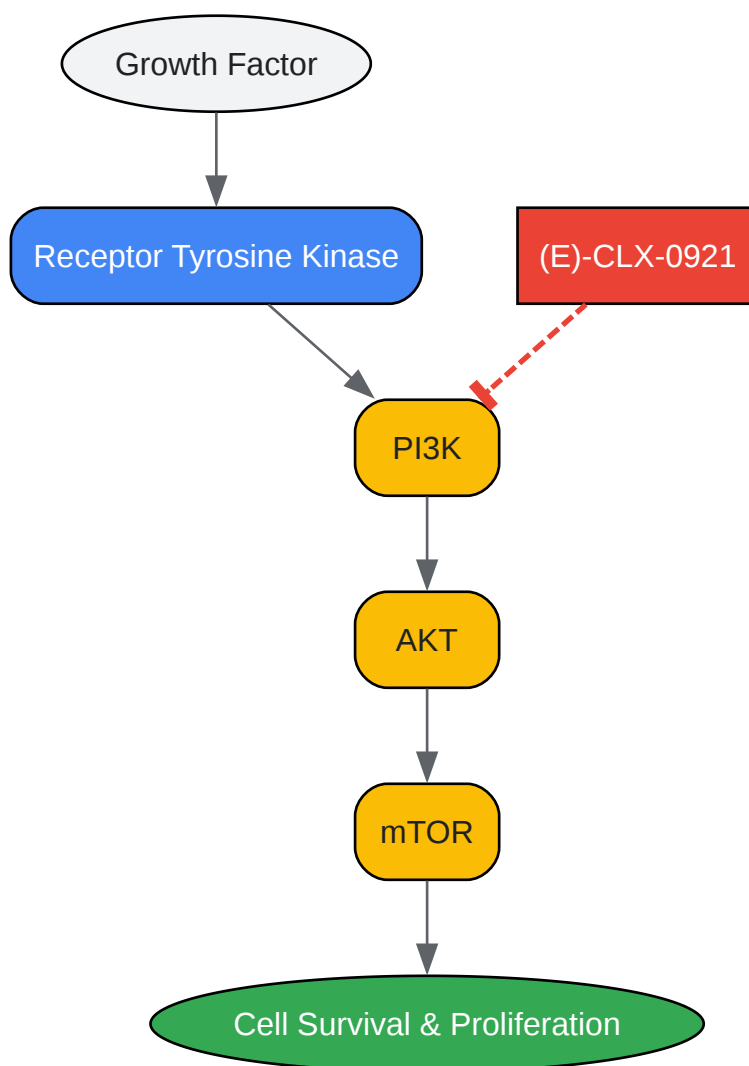 Growth Factor
Receptor Tyrosine Kinase
(E)-CLX-0921
PI3K
AKT
mTOR
Cell Survival & Proliferation